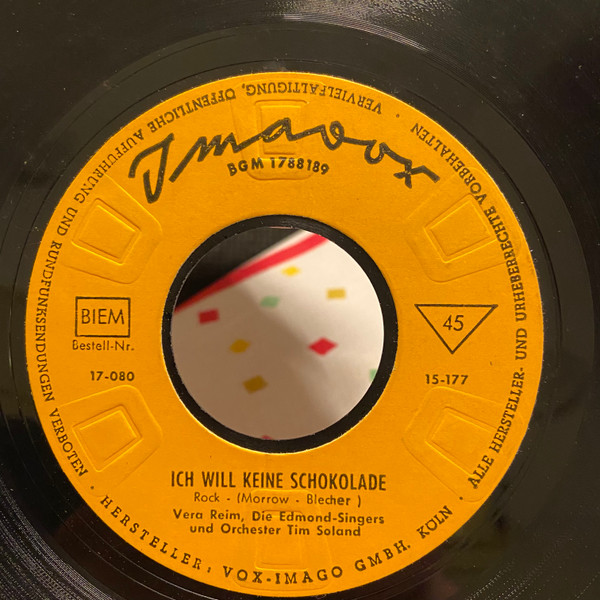 Imavox
BGM 1788189
BIEM
Bestell-Nr.
17-080
45
15-177
ICH WILL KEINE SCHOKOLADE
Rock - (Morrow - Blecher )
Vera Reim, Die Edmond-Singers
und Orchester Tim Soland
HERSTELLER: VOX-IMAGO GMBH. KÖLN · ALLE HERSTELLER- UND URHEBERRECHTE VORBEHALTEN · VERVIELFÄLTIGUNG, ÖFFENTLICHE AUFFÜHRUNG UND RUNDFUNKSENDUNGEN VERBOTEN ·